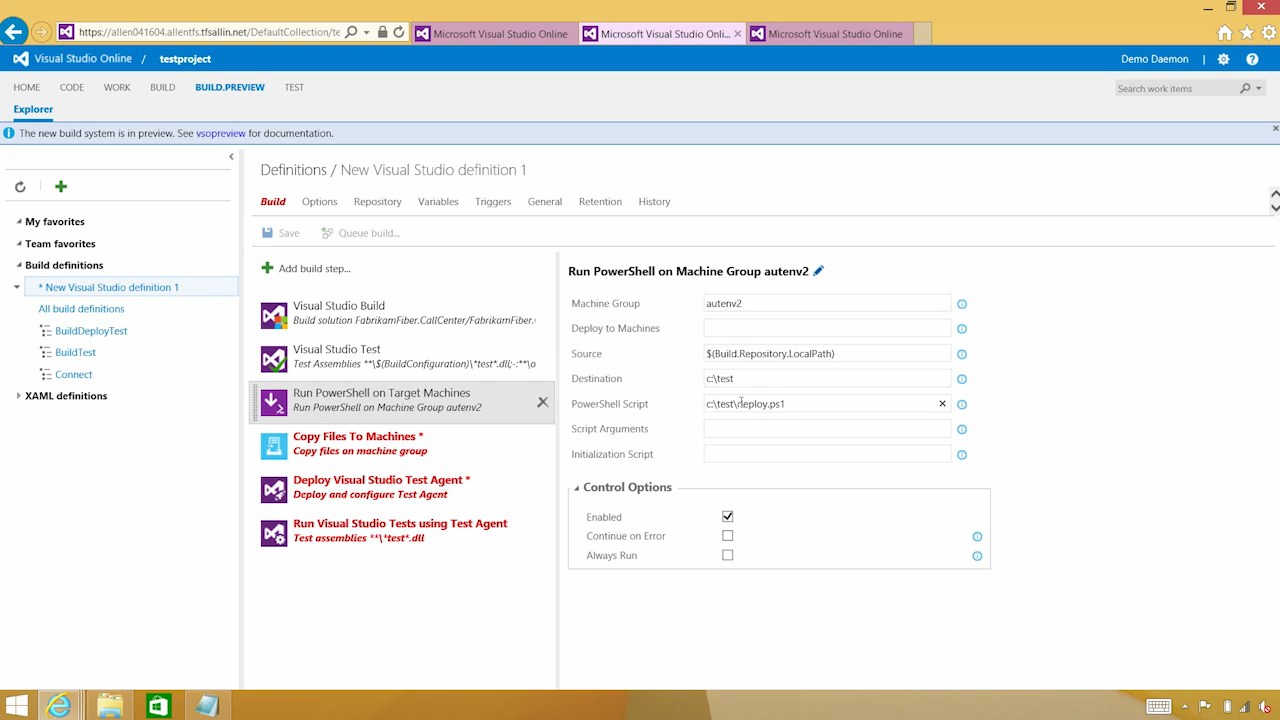 https://allen041604.allentfs.tfsallin.net/DefaultCollection/te
Microsoft Visual Studio Online
Microsoft Visual Studio Onli...
Microsoft Visual Studio Online
Visual Studio Online / testproject
Demo Daemon
HOME CODE WORK BUILD BUILD.PREVIEW TEST
Search work items
Explorer
The new build system is in preview. See vsopreview for documentation.
My favorites
Team favorites
Build definitions
* New Visual Studio definition 1
All build definitions
BuildDeployTest
BuildTest
Connect
XAML definitions
Definitions / New Visual Studio definition 1
Build Options Repository Variables Triggers General Retention History
Save Queue build...
Add build step...
Visual Studio Build
Build solution FabrikamFiber.CallCenter/FabrikamFiber.
Visual Studio Test
Test Assemblies **\$(BuildConfiguration)\*test*.dll;-:**\o
Run PowerShell on Target Machines
Run PowerShell on Machine Group autenv2
Copy Files To Machines *
Copy files on machine group
Deploy Visual Studio Test Agent *
Deploy and configure Test Agent
Run Visual Studio Tests using Test Agent
Test assemblies **\*test*.dll
Run PowerShell on Machine Group autenv2
Machine Group autenv2
Deploy to Machines
Source $(Build.Repository.LocalPath)
Destination c:\test
PowerShell Script c:\test\deploy.ps1
Script Arguments
Initialization Script
Control Options
Enabled
Continue on Error
Always Run